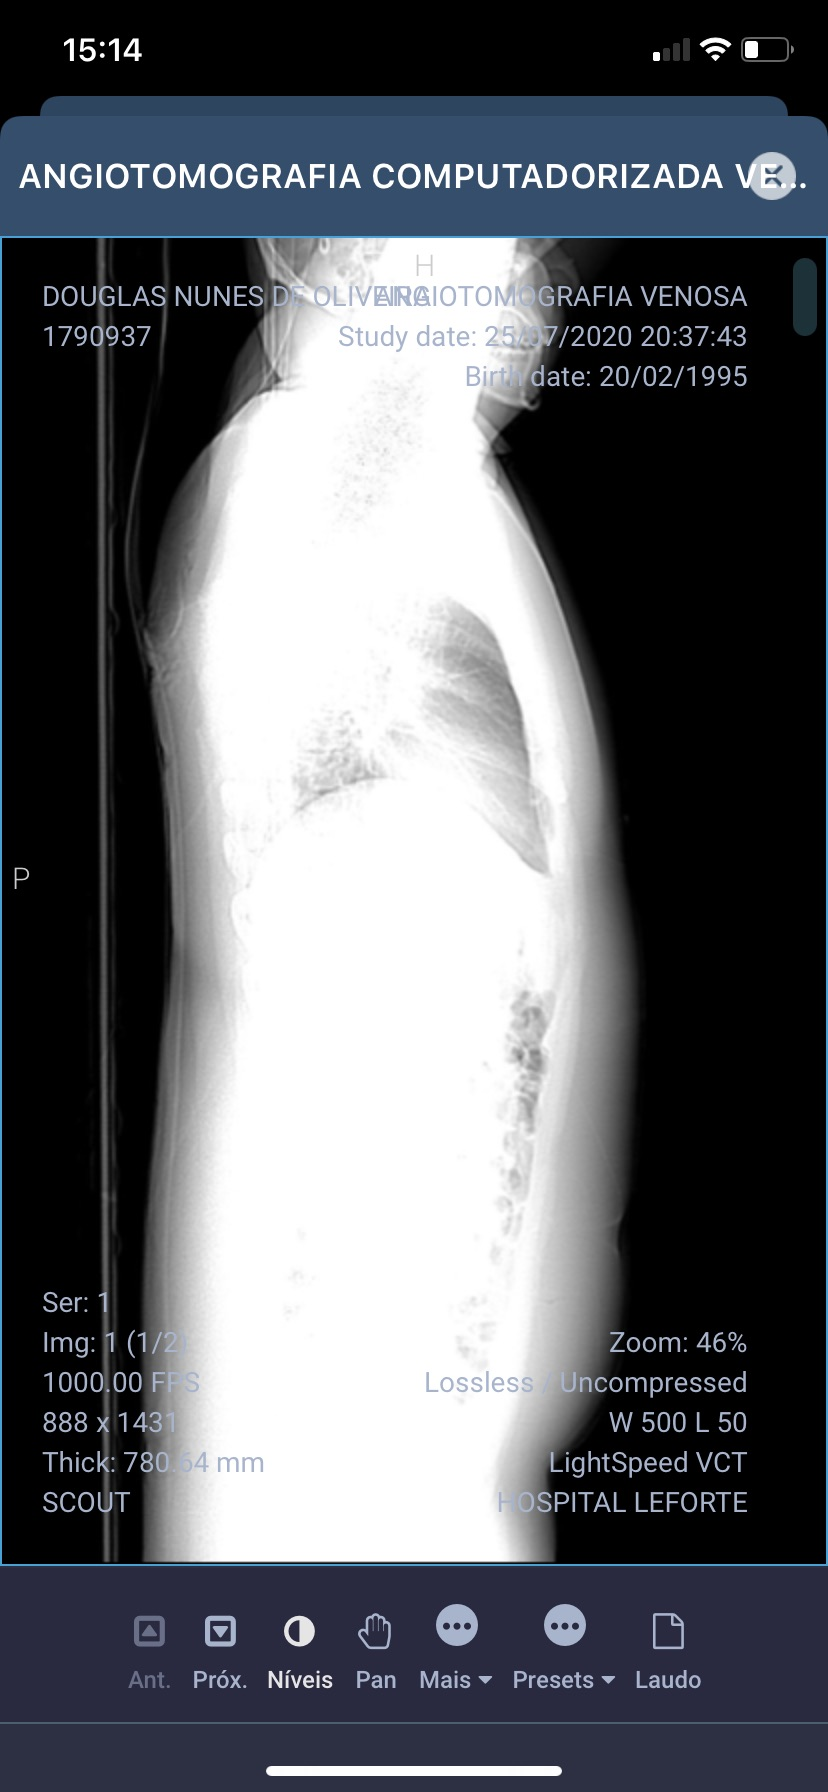 15:14
ANGIOTOMOGRAFIA COMPUTADORIZADA VE...
H
DOUGLAS NUNES DE OLIVEIRA
ANGIOTOMOGRAFIA VENOSA
1790937
Study date: 25/07/2020 20:37:43
Birth date: 20/02/1995
P
Ser: 1
Img: 1 (1/2)
Zoom: 46%
1000.00 FPS
Lossless / Uncompressed
888 x 1431
W 500 L 50
Thick: 780.64 mm
LightSpeed VCT
SCOUT
HOSPITAL LEFORTE
Ant.
Próx.
Níveis
Pan
Mais
Presets
Laudo